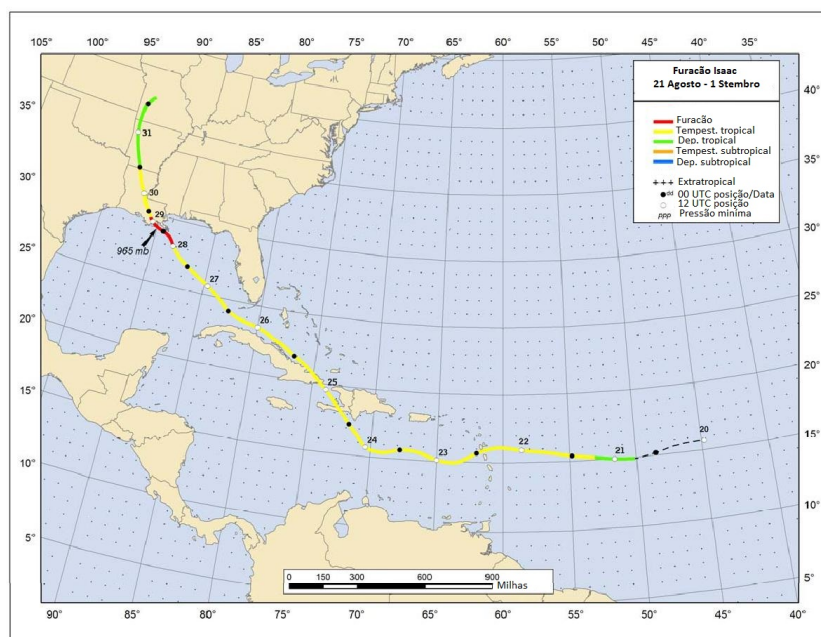 105° 100° 95° 90° 85° 80° 75° 70° 65° 60° 55° 50° 45° 40° 35° 30°
Furacão Isaac
21 Agosto - 1 Stembro
Furacão
Tempest. tropical
Dep. tropical
Tempest. subtropical
Dep. subtropical
+++ Extratropical
dd 00 UTC posição/Data
12 UTC posição
ppp Pressão mínima
40°
35°
30°
25°
20°
15°
10°
5°
35°
30°
25°
20°
15°
10°
5°
31
30
29
28
965 mb
27
26
25
24
23
22
21
20
0 150 300 600 900
Milhas
90° 85° 80° 75° 70° 65° 60° 55° 50° 45° 40°